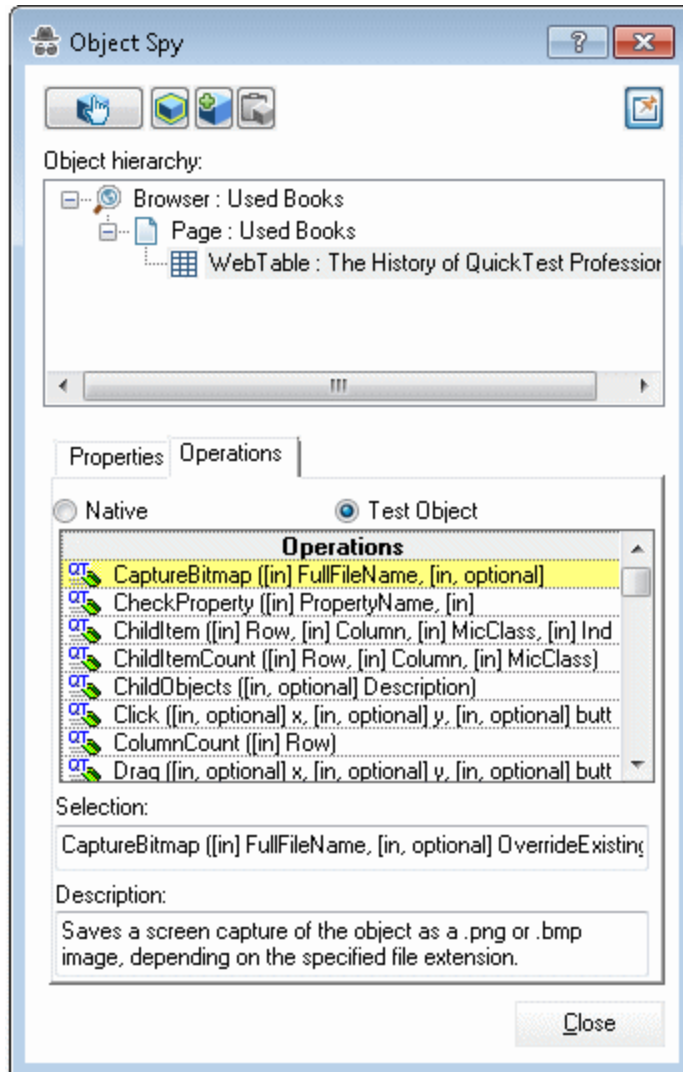 Object Spy
Object hierarchy:
Browser : Used Books
Page : Used Books
WebTable : The History of QuickTest Profession
Properties
Operations
Native
Test Object
Operations
CaptureBitmap ([in] FullFileName, [in, optional]
CheckProperty ([in] PropertyName, [in]
ChildItem ([in] Row, [in] Column, [in] MicClass, [in] Ind
ChildItemCount ([in] Row, [in] Column, [in] MicClass)
ChildObjects ([in, optional] Description)
Click ([in, optional] x, [in, optional] y, [in, optional] butt
ColumnCount ([in] Row)
Drag ([in, optional] x, [in, optional] y, [in, optional] butt
Selection:
CaptureBitmap ([in] FullFileName, [in, optional] OverrideExisting
Description:
Saves a screen capture of the object as a .png or .bmp
image, depending on the specified file extension.
Close